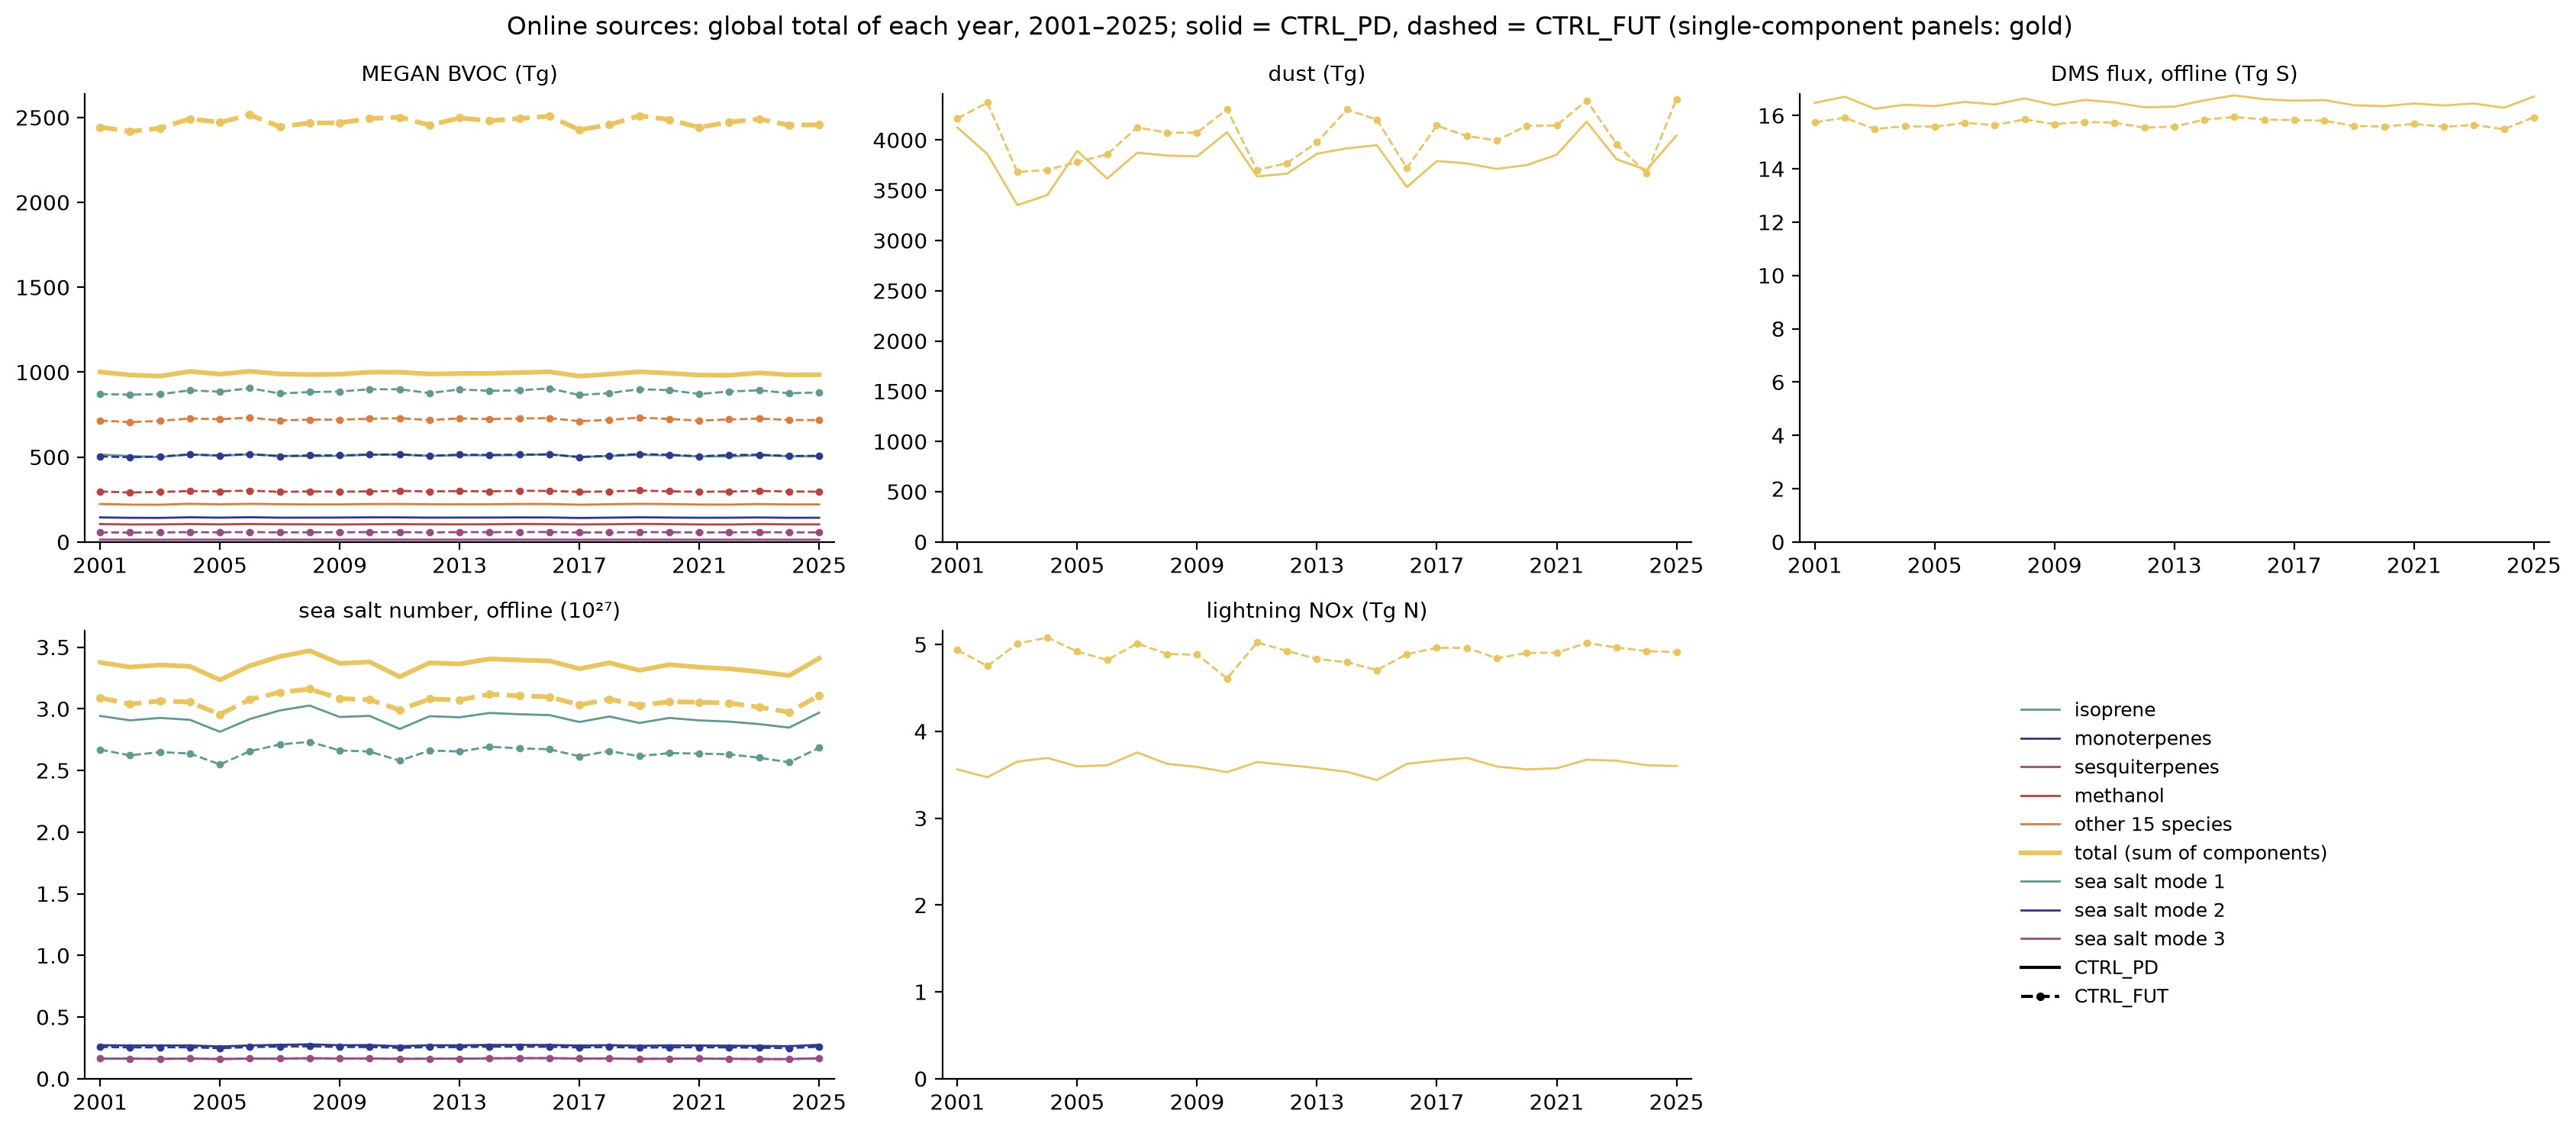 Online sources: global total of each year, 2001–2025; solid = CTRL_PD, dashed = CTRL_FUT (single-component panels: gold)
MEGAN BVOC (Tg)
2500
2000
1500
1000
500
0
2001 2005 2009 2013 2017 2021 2025
dust (Tg)
4000
3500
3000
2500
2000
1500
1000
500
0
2001 2005 2009 2013 2017 2021 2025
DMS flux, offline (Tg S)
16
14
12
10
8
6
4
2
0
2001 2005 2009 2013 2017 2021 2025
sea salt number, offline (10²⁷)
3.5
3.0
2.5
2.0
1.5
1.0
0.5
0.0
2001 2005 2009 2013 2017 2021 2025
lightning NOx (Tg N)
5
4
3
2
1
0
2001 2005 2009 2013 2017 2021 2025
isoprene
monoterpenes
sesquiterpenes
methanol
other 15 species
total (sum of components)
sea salt mode 1
sea salt mode 2
sea salt mode 3
CTRL_PD
CTRL_FUT